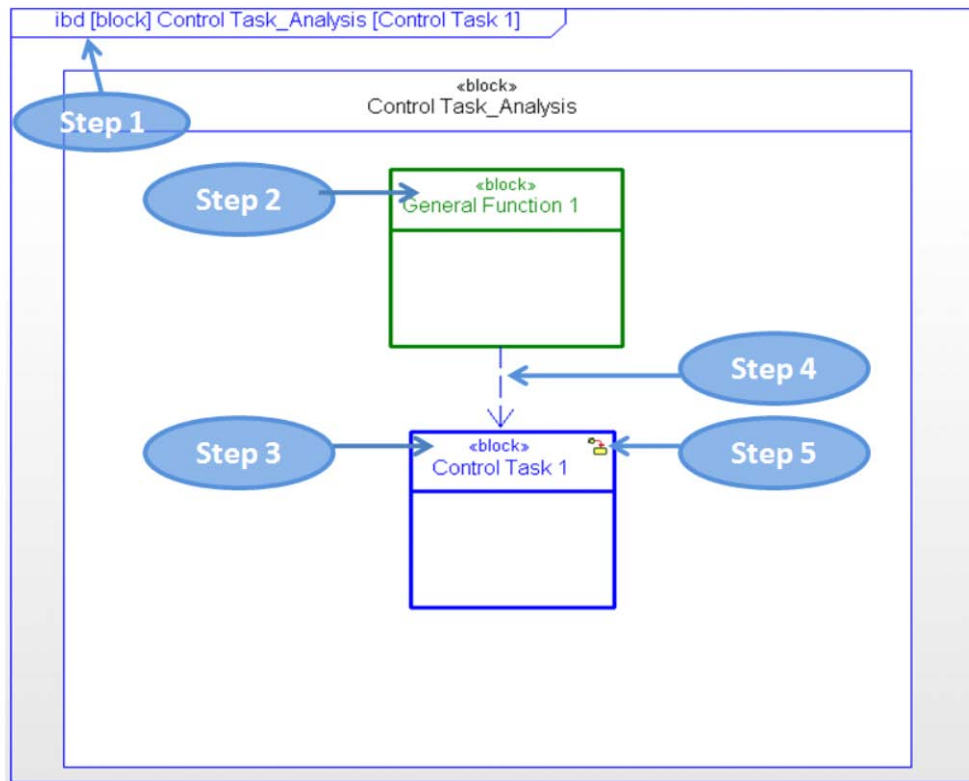 ibd [block] Control Task_Analysis [Control Task 1]
«block»
Control Task_Analysis
Step 1
«block»
General Function 1
Step 2
Step 4
«block»
Control Task 1
Step 3
Step 5